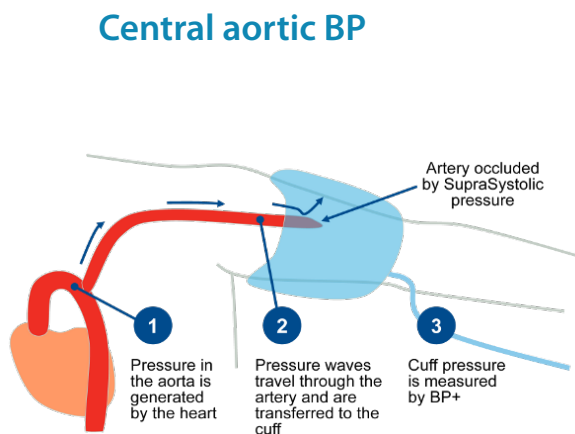 Central aortic BP
Artery occluded
by SupraSystolic
pressure
1
Pressure in
the aorta is
generated
by the heart
2
Pressure waves
travel through the
artery and are
transferred to the
cuff
3
Cuff pressure
is measured
by BP+